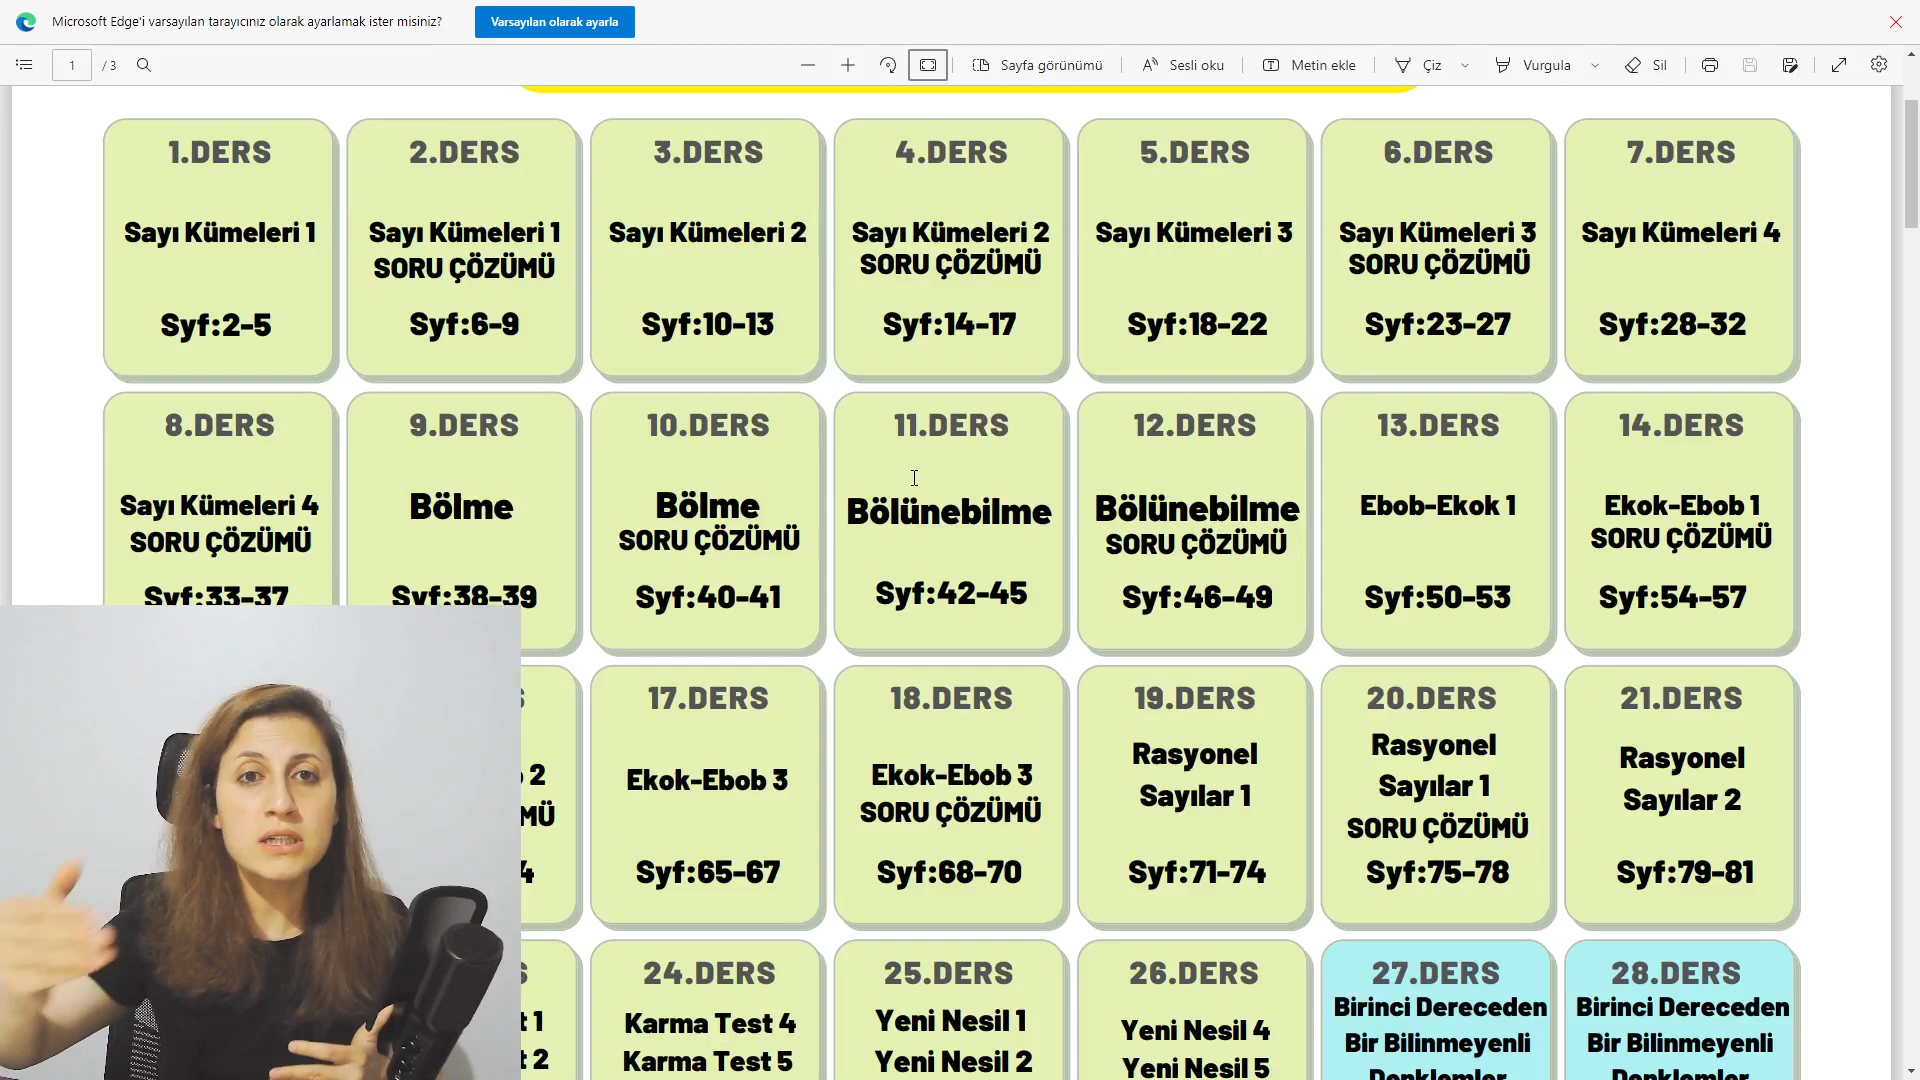 Microsoft Edge'i varsayılan tarayıcınız olarak ayarlamak ister misiniz?
Varsayılan olarak ayarla
1
/ 3
Sayfa görünümü
Sesli oku
Metin ekle
Çiz
Vurgula
Sil
1.DERS
Sayı Kümeleri 1
Syf:2-5
2.DERS
Sayı Kümeleri 1
SORU ÇÖZÜMÜ
Syf:6-9
3.DERS
Sayı Kümeleri 2
Syf:10-13
4.DERS
Sayı Kümeleri 2
SORU ÇÖZÜMÜ
Syf:14-17
5.DERS
Sayı Kümeleri 3
Syf:18-22
6.DERS
Sayı Kümeleri 3
SORU ÇÖZÜMÜ
Syf:23-27
7.DERS
Sayı Kümeleri 4
Syf:28-32
8.DERS
Sayı Kümeleri 4
SORU ÇÖZÜMÜ
Syf:33-37
9.DERS
Bölme
Syf:38-39
10.DERS
Bölme
SORU ÇÖZÜMÜ
Syf:40-41
11.DERS
Bölünebilme
Syf:42-45
12.DERS
Bölünebilme
SORU ÇÖZÜMÜ
Syf:46-49
13.DERS
Ebob-Ekok 1
Syf:50-53
14.DERS
Ekok-Ebob 1
SORU ÇÖZÜMÜ
Syf:54-57
2
MÜ
4
17.DERS
Ekok-Ebob 3
Syf:65-67
18.DERS
Ekok-Ebob 3
SORU ÇÖZÜMÜ
Syf:68-70
19.DERS
Rasyonel
Sayılar 1
Syf:71-74
20.DERS
Rasyonel
Sayılar 1
SORU ÇÖZÜMÜ
Syf:75-78
21.DERS
Rasyonel
Sayılar 2
Syf:79-81
t 1
t 2
24.DERS
Karma Test 4
Karma Test 5
25.DERS
Yeni Nesil 1
Yeni Nesil 2
26.DERS
Yeni Nesil 4
Yeni Nesil 5
27.DERS
Birinci Dereceden
Bir Bilinmeyenli
Denklemler
28.DERS
Birinci Dereceden
Bir Bilinmeyenli
Denklemler